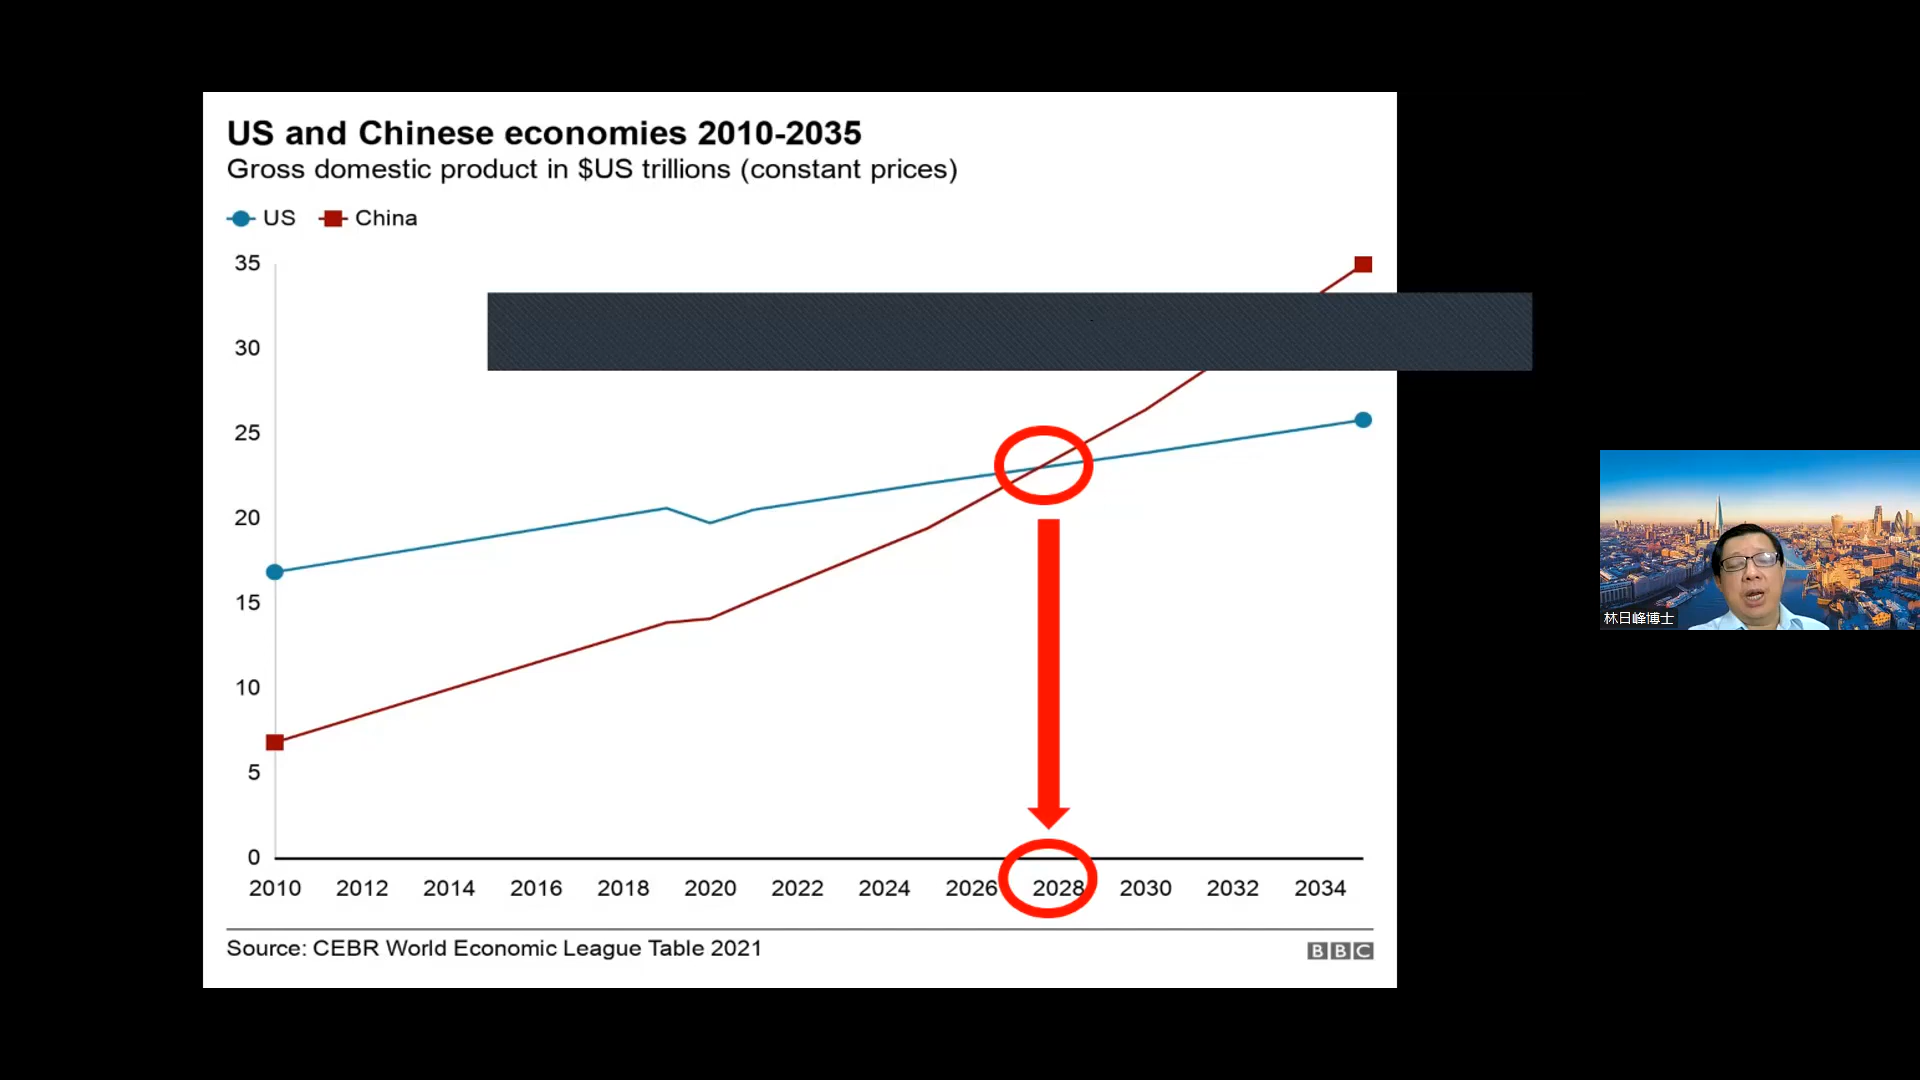 US and Chinese economies 2010-2035
Gross domestic product in $US trillions (constant prices)
US China
35
30
25
20
15
10
5
0
2010 2012 2014 2016 2018 2020 2022 2024 2026 2028 2030 2032 2034
Source: CEBR World Economic League Table 2021
BBC
林日峰博士